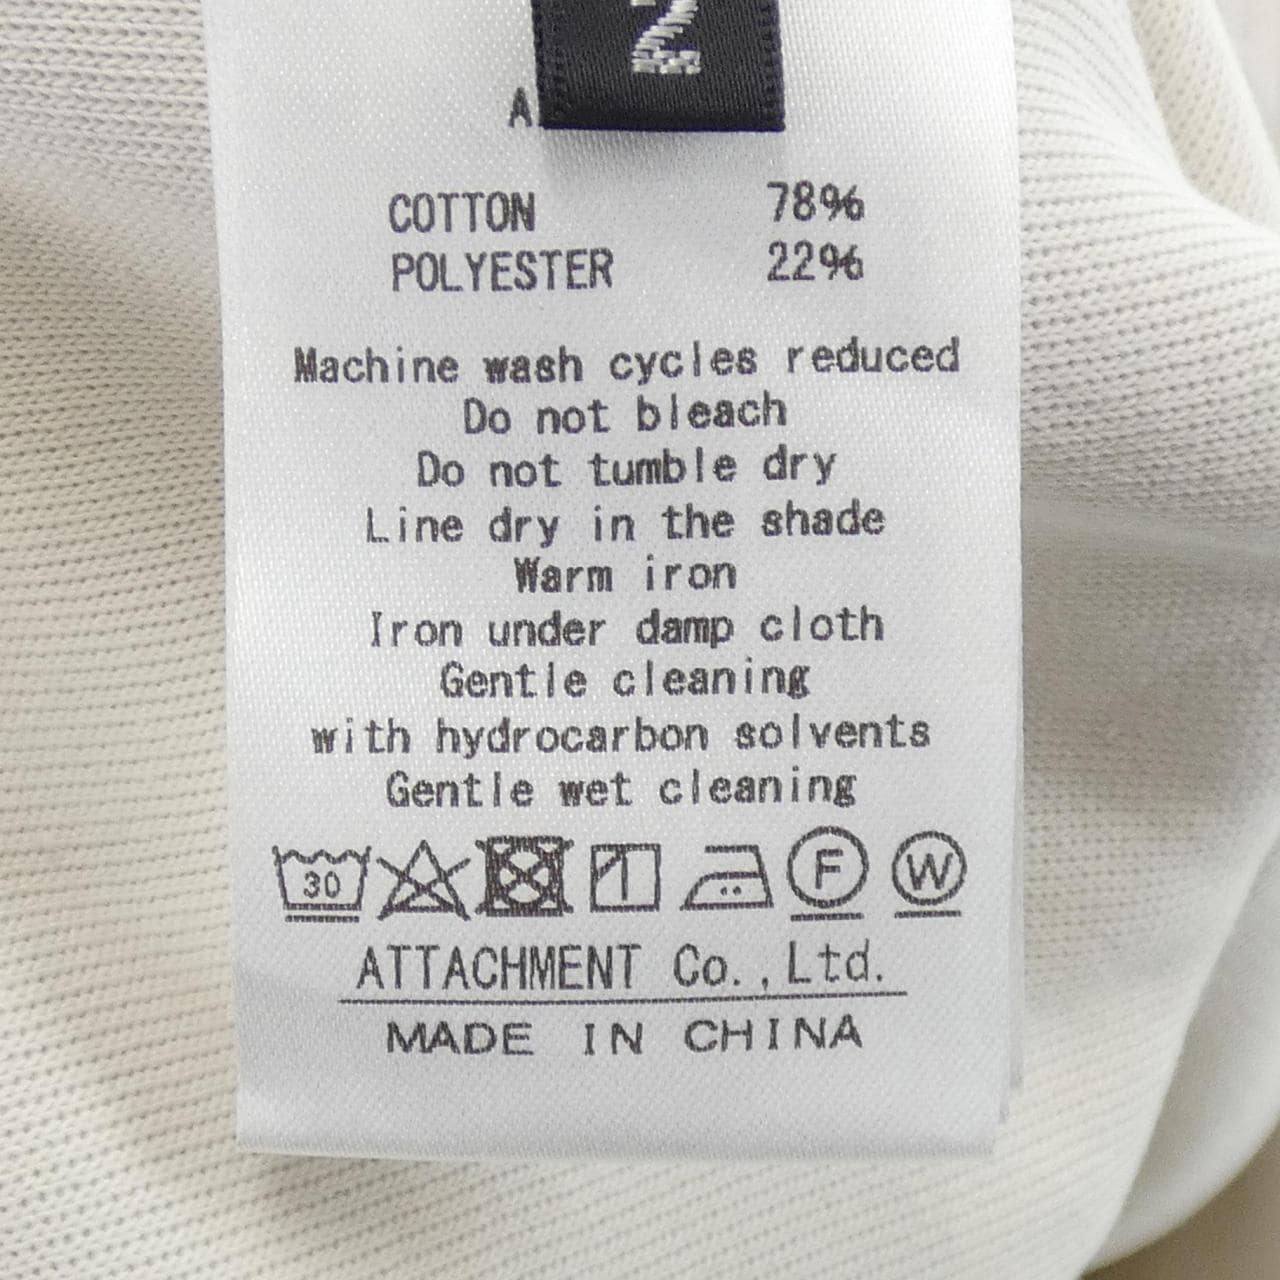 2
A
COTTON 78%
POLYESTER 22%
Machine wash cycles reduced
Do not bleach
Do not tumble dry
Line dry in the shade
Warm iron
Iron under damp cloth
Gentle cleaning
with hydrocarbon solvents
Gentle wet cleaning
30 F W
ATTACHMENT Co.,Ltd.
MADE IN CHINA